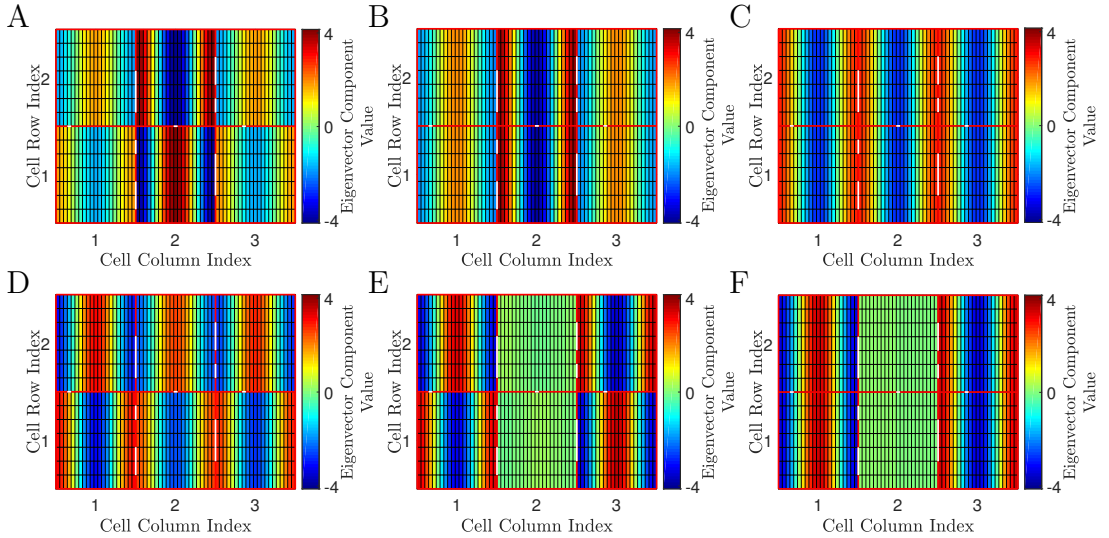 A
B
C
Cell Row Index
2
1
4
0
-4
Eigenvector Component
Value
1 2 3
Cell Column Index
Cell Row Index
2
1
4
0
-4
Eigenvector Component
Value
1 2 3
Cell Column Index
Cell Row Index
2
1
4
0
-4
Eigenvector Component
Value
1 2 3
Cell Column Index
D
E
F
Cell Row Index
2
1
4
0
-4
Eigenvector Component
Value
1 2 3
Cell Column Index
Cell Row Index
2
1
4
0
-4
Eigenvector Component
Value
1 2 3
Cell Column Index
Cell Row Index
2
1
4
0
-4
Eigenvector Component
Value
1 2 3
Cell Column Index